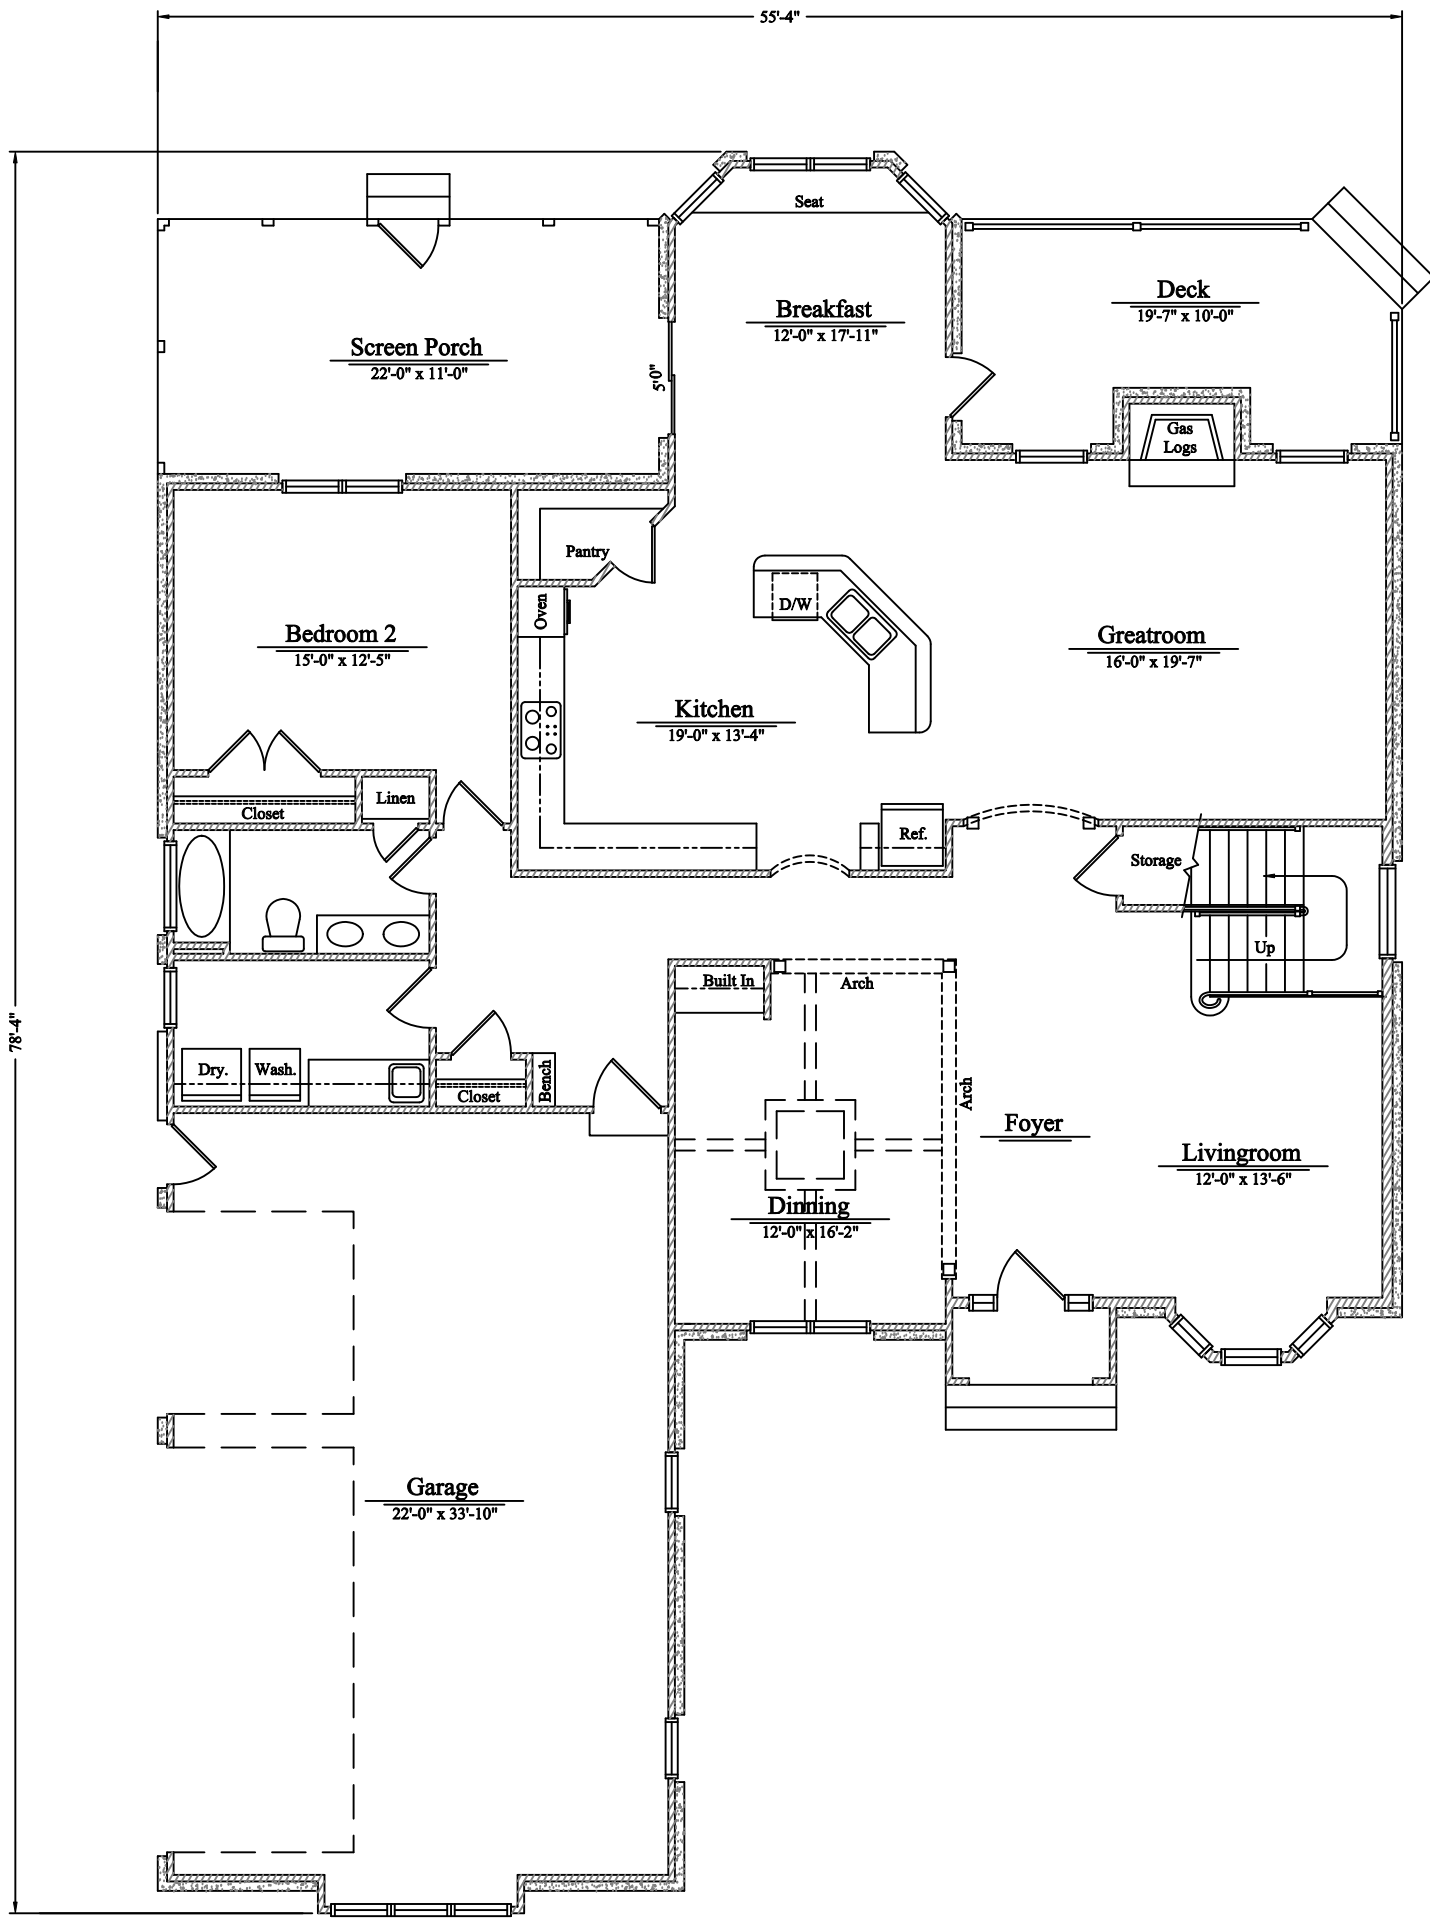 55'-4"
Seat
Deck
19'-7" x 10'-0"
Breakfast
12'-0" x 17'-11"
Screen Porch
22'-0" x 11'-0"
5'0"
Gas
Logs
Pantry
Oven
D/W
Bedroom 2
15'-0" x 12'-5"
Greatroom
16'-0" x 19'-7"
Kitchen
19'-0" x 13'-4"
Linen
Closet
Ref.
Storage
Up
Built In
Arch
78'-4"
Dry.
Wash.
Closet
Bench
Arch
Foyer
Livingroom
12'-0" x 13'-6"
Dinning
12'-0" x 16'-2"
Garage
22'-0" x 33'-10"